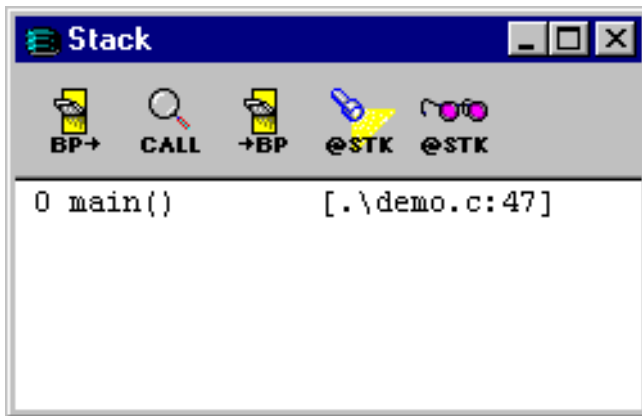 Stack
BP→ CALL →BP @STK @STK
0 main() [.\demo.c:47]